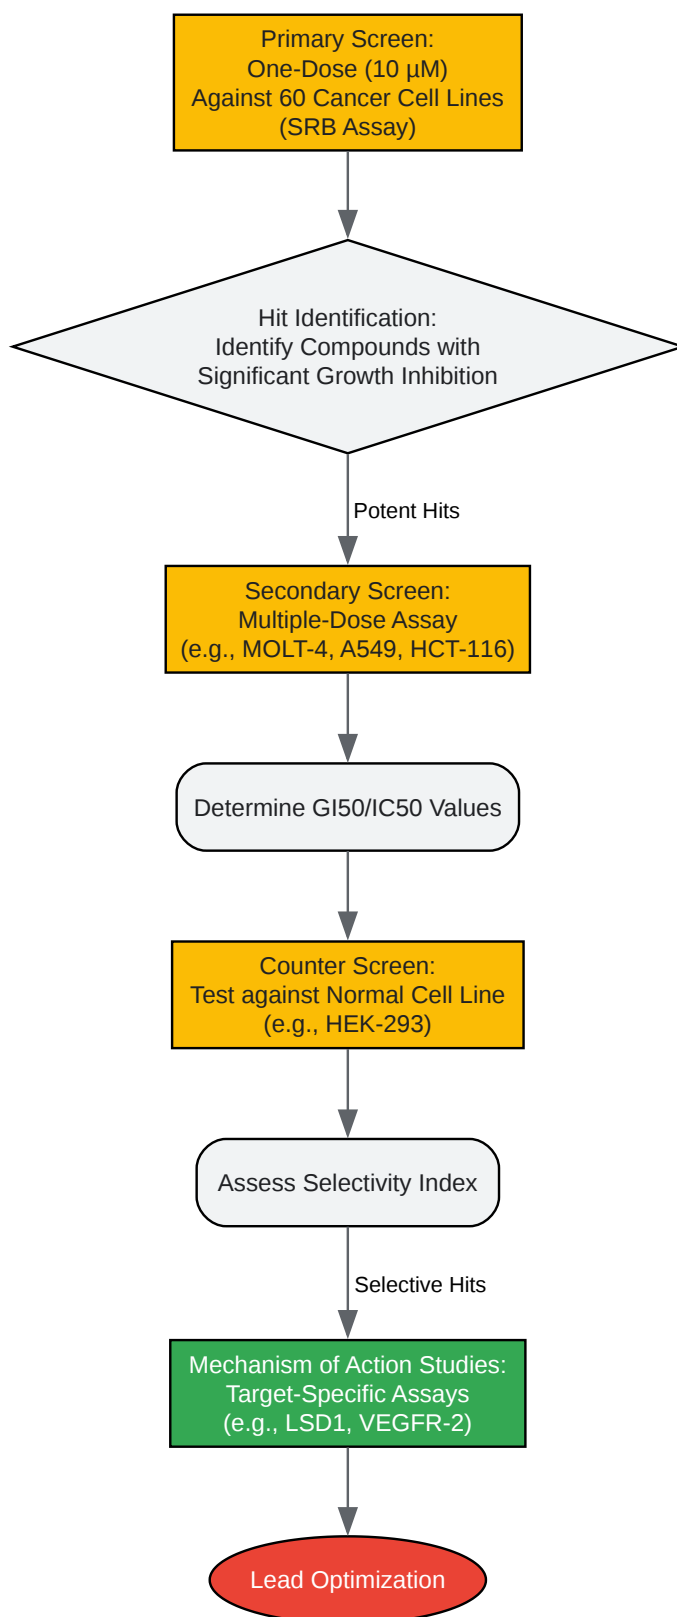 Primary Screen:
One-Dose (10 µM)
Against 60 Cancer Cell Lines
(SRB Assay)
Hit Identification:
Identify Compounds with
Significant Growth Inhibition
Potent Hits
Secondary Screen:
Multiple-Dose Assay
(e.g., MOLT-4, A549, HCT-116)
Determine GI50/IC50 Values
Counter Screen:
Test against Normal Cell Line
(e.g., HEK-293)
Assess Selectivity Index
Selective Hits
Mechanism of Action Studies:
Target-Specific Assays
(e.g., LSD1, VEGFR-2)
Lead Optimization